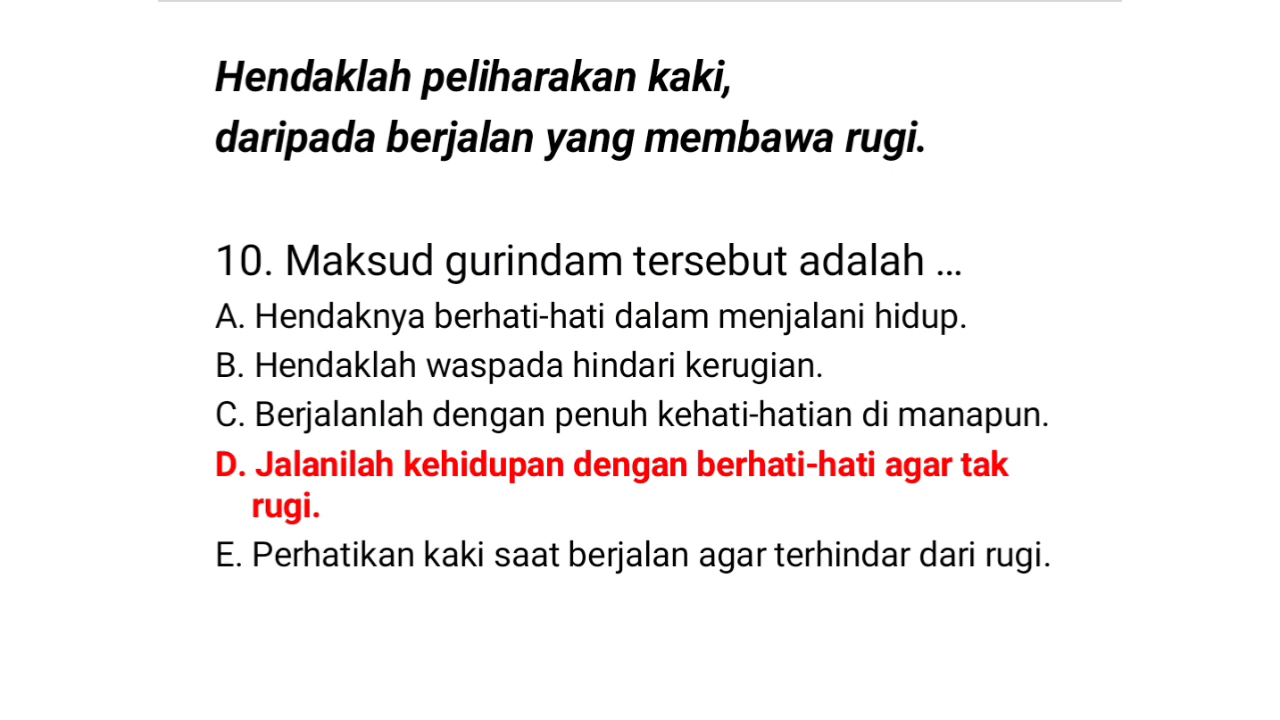 Hendaklah peliharakan kaki,
daripada berjalan yang membawa rugi.
10. Maksud gurindam tersebut adalah ...
A. Hendaknya berhati-hati dalam menjalani hidup.
B. Hendaklah waspada hindari kerugian.
C. Berjalanlah dengan penuh kehati-hatian di manapun.
D. Jalanilah kehidupan dengan berhati-hati agar tak
rugi.
E. Perhatikan kaki saat berjalan agar terhindar dari rugi.